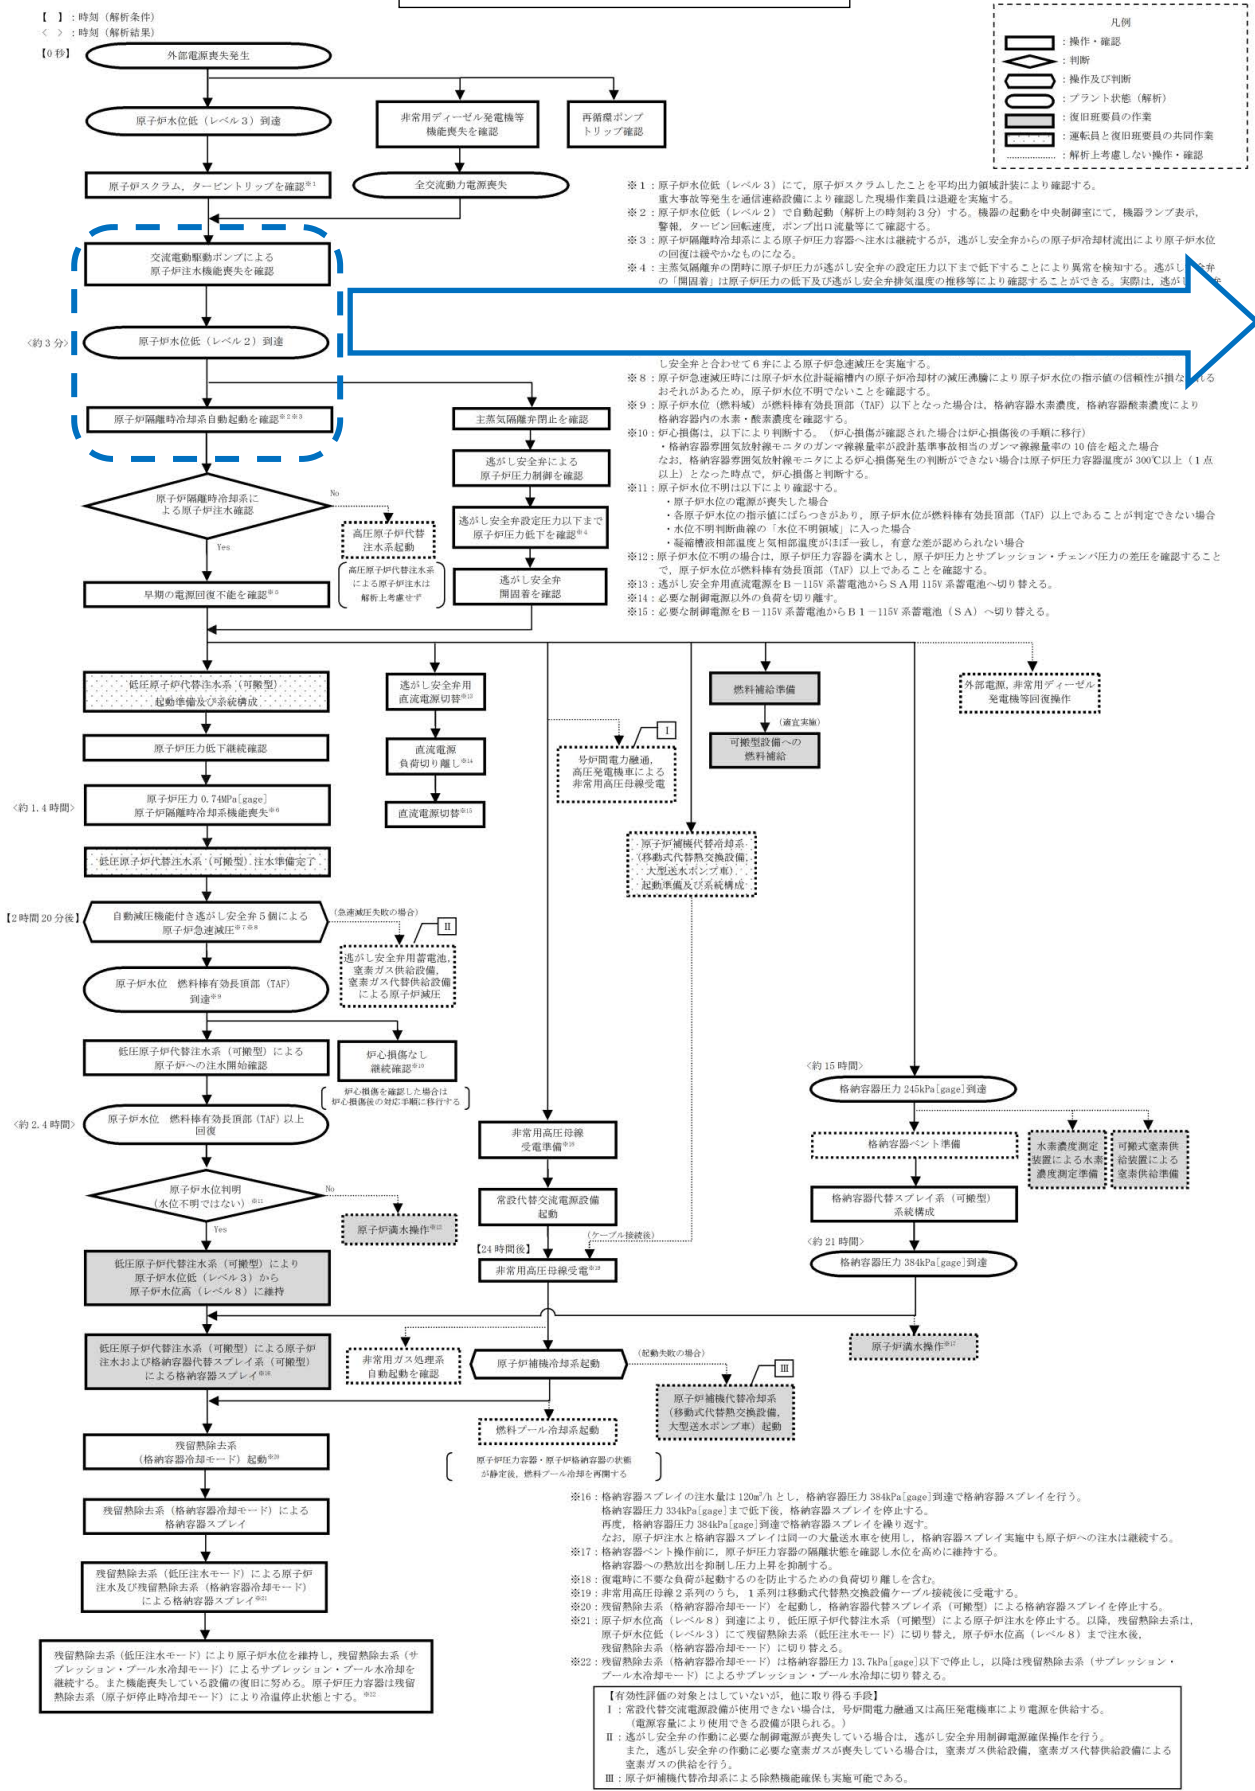 【　】：時刻（解析条件）
＜　＞：時刻（解析結果）
【0秒】
外部電源喪失発生
原子炉水位低（レベル3）到達
非常用ディーゼル発電機等
機能喪失を確認
再循環ポンプ
トリップ確認
原子炉スクラム，タービントリップを確認※1
全交流動力電源喪失
交流電動駆動ポンプによる
原子炉注水機能喪失を確認
<約3分>
原子炉水位低（レベル2）到達
原子炉隔離時冷却系自動起動を確認※2※3
主蒸気隔離弁閉止を確認
逃がし安全弁による
原子炉圧力制御を確認
逃がし安全弁設定圧力以下まで
原子炉圧力低下を確認※4
逃がし安全弁
開固着を確認
原子炉隔離時冷却系に
よる原子炉注水確認
No
Yes
高圧原子炉代替
注水系起動
高圧原子炉代替注水系
による原子炉注水は
解析上考慮せず
早期の電源回復不能を確認※5
凡例
：操作・確認
：判断
：操作及び判断
：プラント状態（解析）
：復旧班要員の作業
：運転員と復旧班要員の共同作業
：解析上考慮しない操作・確認
※1：原子炉水位低（レベル3）にて，原子炉スクラムしたことを平均出力領域計装により確認する。
重大事故等発生を通信連絡設備により確認した現場作業員は退避を実施する。
※2：原子炉水位低（レベル2）で自動起動（解析上の時刻約3分）する。機器の起動を中央制御室にて，機器ランプ表示，
警報，タービン回転速度，ポンプ出口流量等にて確認する。
※3：原子炉隔離時冷却系による原子炉圧力容器へ注水は継続するが，逃がし安全弁からの原子炉冷却材流出により原子炉水位
の回復は緩やかなものになる。
※4：主蒸気隔離弁の閉時に原子炉圧力が逃がし安全弁の設定圧力以下まで低下することにより異常を検知する。逃がし安全弁
の「開固着」は原子炉圧力の低下及び逃がし安全弁排気温度の推移等により確認することができる。実際は，逃がし
し安全弁と合わせて6弁による原子炉急速減圧を実施する。
※8：原子炉急速減圧時には原子炉水位計凝縮槽内の原子炉冷却材の減圧沸騰により原子炉水位の指示値の信頼性が損なわれる
おそれがあるため，原子炉水位不明でないことを確認する。
※9：原子炉水位（燃料域）が燃料棒有効長頂部（TAF）以下となった場合は，格納容器水素濃度，格納容器酸素濃度により
格納容器内の水素・酸素濃度を確認する。
※10：炉心損傷は，以下により判断する。（炉心損傷が確認された場合は炉心損傷後の手順に移行）
・格納容器雰囲気放射線モニタのガンマ線線量率が設計基準事故相当のガンマ線線量率の10倍を超えた場合
なお，格納容器雰囲気放射線モニタによる炉心損傷発生の判断ができない場合は原子炉圧力容器温度が300℃以上（1点
以上）となった時点で，炉心損傷と判断する。
※11：原子炉水位不明は以下により確認する。
・原子炉水位の電源が喪失した場合
・各原子炉水位の指示値にばらつきがあり，原子炉水位が燃料棒有効長頂部（TAF）以上であることが判定できない場合
・水位不明判断曲線の「水位不明領域」に入った場合
・凝縮槽液相部温度と気相部温度がほぼ一致し，有意な差が認められない場合
※12：原子炉水位不明の場合は，原子炉圧力容器を満水とし，原子炉圧力とサプレッション・チェンバ圧力の差圧を確認すること
で，原子炉水位が燃料棒有効長頂部（TAF）以上であることを確認する。
※13：逃がし安全弁用直流電源をB－115V系蓄電池からSA用115V系蓄電池へ切り替える。
※14：必要な制御電源以外の負荷を切り離す。
※15：必要な制御電源をB－115V系蓄電池からB1－115V系蓄電池（SA）へ切り替える。
低圧原子炉代替注水系（可搬型）
起動準備及び系統構成
逃がし安全弁用
直流電源切替※13
燃料補給準備
外部電源，非常用ディーゼル
発電機等回復操作
原子炉圧力低下継続確認
直流電源
負荷切り離し※14
I
号炉間電力融通，
高圧発電機車による
非常用高圧母線受電
（適宜実施）
可搬型設備への
燃料補給
<約1.4時間>
原子炉圧力0.74MPa[gage]
原子炉隔離時冷却系機能喪失※6
直流電源切替※15
低圧原子炉代替注水系（可搬型）注水準備完了
原子炉補機代替冷却系
（移動式代替熱交換設備，
大型送水ポンプ車）
起動準備及び系統構成
【2時間20分後】
自動減圧機能付き逃がし安全弁5個による
原子炉急速減圧※7※8
（急速減圧失敗の場合）
II
逃がし安全弁用蓄電池，
窒素ガス供給設備，
窒素ガス代替供給設備
による原子炉減圧
原子炉水位　燃料棒有効長頂部（TAF）
到達※9
低圧原子炉代替注水系（可搬型）による
原子炉への注水開始確認
炉心損傷なし
継続確認※10
炉心損傷を確認した場合は
炉心損傷後の対応手順に移行する
<約2.4時間>
原子炉水位　燃料棒有効長頂部（TAF）以上
回復
原子炉水位判明
（水位不明ではない）※11
No
Yes
原子炉満水操作※12
低圧原子炉代替注水系（可搬型）により
原子炉水位低（レベル3）から
原子炉水位高（レベル8）に維持
非常用高圧母線
受電準備※18
常設代替交流電源設備
起動
（ケーブル接続後）
【24時間後】
非常用高圧母線受電※19
<約15時間>
格納容器圧力245kPa[gage]到達
格納容器ベント準備
水素濃度測定
装置による水素
濃度測定準備
可搬式窒素供
給装置による
窒素供給準備
格納容器代替スプレイ系（可搬型）
系統構成
<約21時間>
格納容器圧力384kPa[gage]到達
原子炉満水操作※17
低圧原子炉代替注水系（可搬型）による原子炉
注水および格納容器代替スプレイ系（可搬型）
による格納容器スプレイ※16
非常用ガス処理系
自動起動を確認
原子炉補機冷却系起動
（起動失敗の場合）
III
原子炉補機代替冷却系
（移動式代替熱交換設備，
大型送水ポンプ車）起動
燃料プール冷却系起動
原子炉圧力容器・原子炉格納容器の状態
が静定後，燃料プール冷却を再開する
残留熱除去系
（格納容器冷却モード）起動※20
残留熱除去系（格納容器冷却モード）による
格納容器スプレイ
残留熱除去系（低圧注水モード）による原子炉
注水及び残留熱除去系（格納容器冷却モード）
による格納容器スプレイ※21
残留熱除去系（低圧注水モード）により原子炉水位を維持し，残留熱除去系（サ
プレッション・プール水冷却モード）によるサプレッション・プール水冷却を
継続する。また機能喪失している設備の復旧に努める。原子炉圧力容器は残留
熱除去系（原子炉停止時冷却モード）により冷温停止状態とする。※22
※16：格納容器スプレイの注水量は120m³/hとし，格納容器圧力384kPa[gage]到達で格納容器スプレイを行う。
格納容器圧力334kPa[gage]まで低下後，格納容器スプレイを停止する。
再度，格納容器圧力384kPa[gage]到達で格納容器スプレイを繰り返す。
なお，原子炉注水と格納容器スプレイは同一の大量送水車を使用し，格納容器スプレイ実施中も原子炉への注水は継続する。
※17：格納容器ベント操作前に，原子炉圧力容器の隔離状態を確認し水位を高めに維持する。
格納容器への熱放出を抑制し圧力上昇を抑制する。
※18：復電時に不要な負荷が起動するのを防止するための負荷切り離しを含む。
※19：非常用高圧母線2系列のうち，1系列は移動式代替熱交換設備ケーブル接続後に受電する。
※20：残留熱除去系（格納容器冷却モード）を起動し，格納容器代替スプレイ系（可搬型）による格納容器スプレイを停止する。
※21：原子炉水位高（レベル8）到達により，低圧原子炉代替注水系（可搬型）による原子炉注水を停止する。以降，残留熱除去系は，
原子炉水位低（レベル3）にて残留熱除去系（低圧注水モード）に切り替え，原子炉水位高（レベル8）まで注水後，
残留熱除去系（格納容器冷却モード）に切り替える。
※22：残留熱除去系（格納容器冷却モード）は格納容器圧力13.7kPa[gage]以下で停止し，以降は残留熱除去系（サプレッション・
プール水冷却モード）によるサプレッション・プール水冷却に切り替える。
【有効性評価の対象とはしていないが，他に取り得る手段】
I：常設代替交流電源設備が使用できない場合は，号炉間電力融通又は高圧発電機車により電源を供給する。
（電源容量により使用できる設備が限られる。）
II：逃がし安全弁の作動に必要な制御電源が喪失している場合は，逃がし安全弁用制御電源確保操作を行う。
また，逃がし安全弁の作動に必要な窒素ガスが喪失している場合は，窒素ガス供給設備，窒素ガス代替供給設備による
窒素ガスの供給を行う。
III：原子炉補機代替冷却系による除熱機能確保も実施可能である。